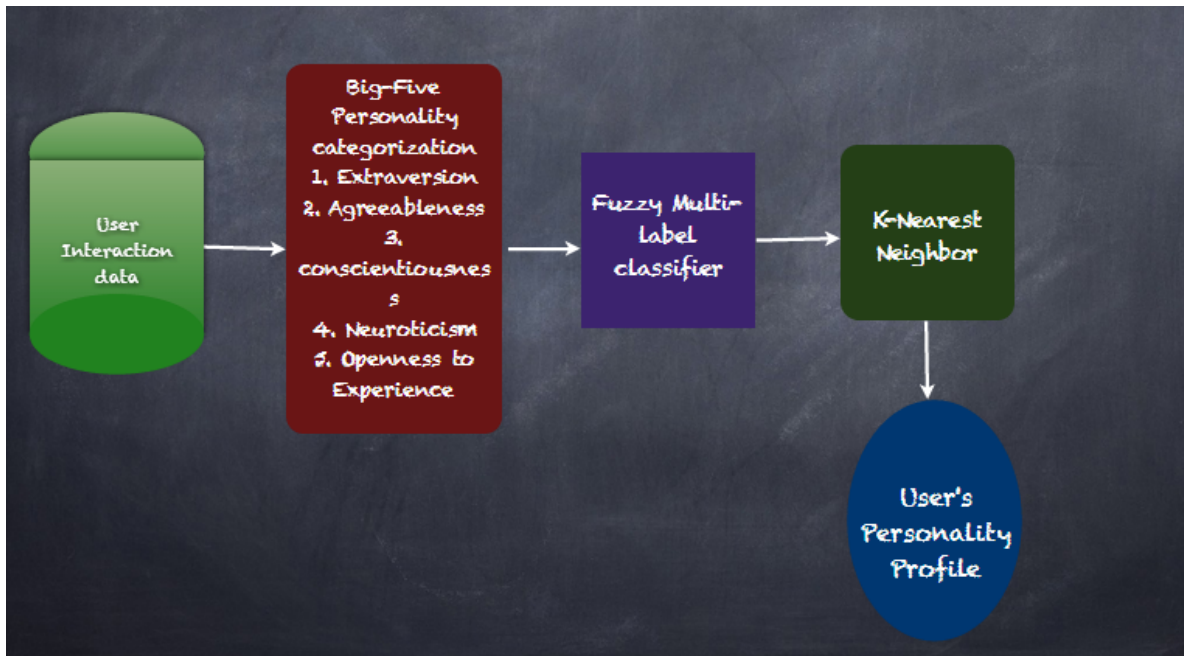 User
Interaction
data
Big-Five
Personality
categorization
1. Extraversion
2. Agreeableness
3.
conscientiousnes
s
4. Neuroticism
5. Openness to
Experience
Fuzzy Multi-
label
classifier
K-Nearest
Neighbor
User's
Personality
Profile